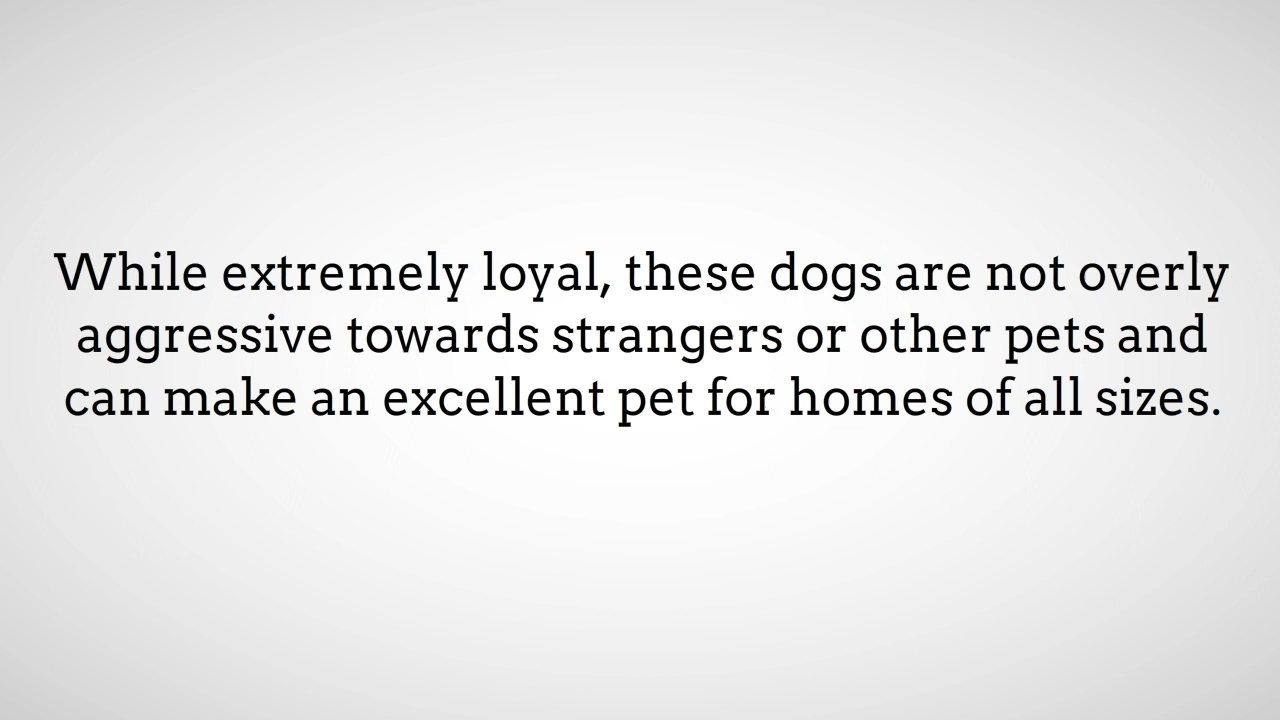 While extremely loyal, these dogs are not overly
aggressive towards strangers or other pets and
can make an excellent pet for homes of all sizes.